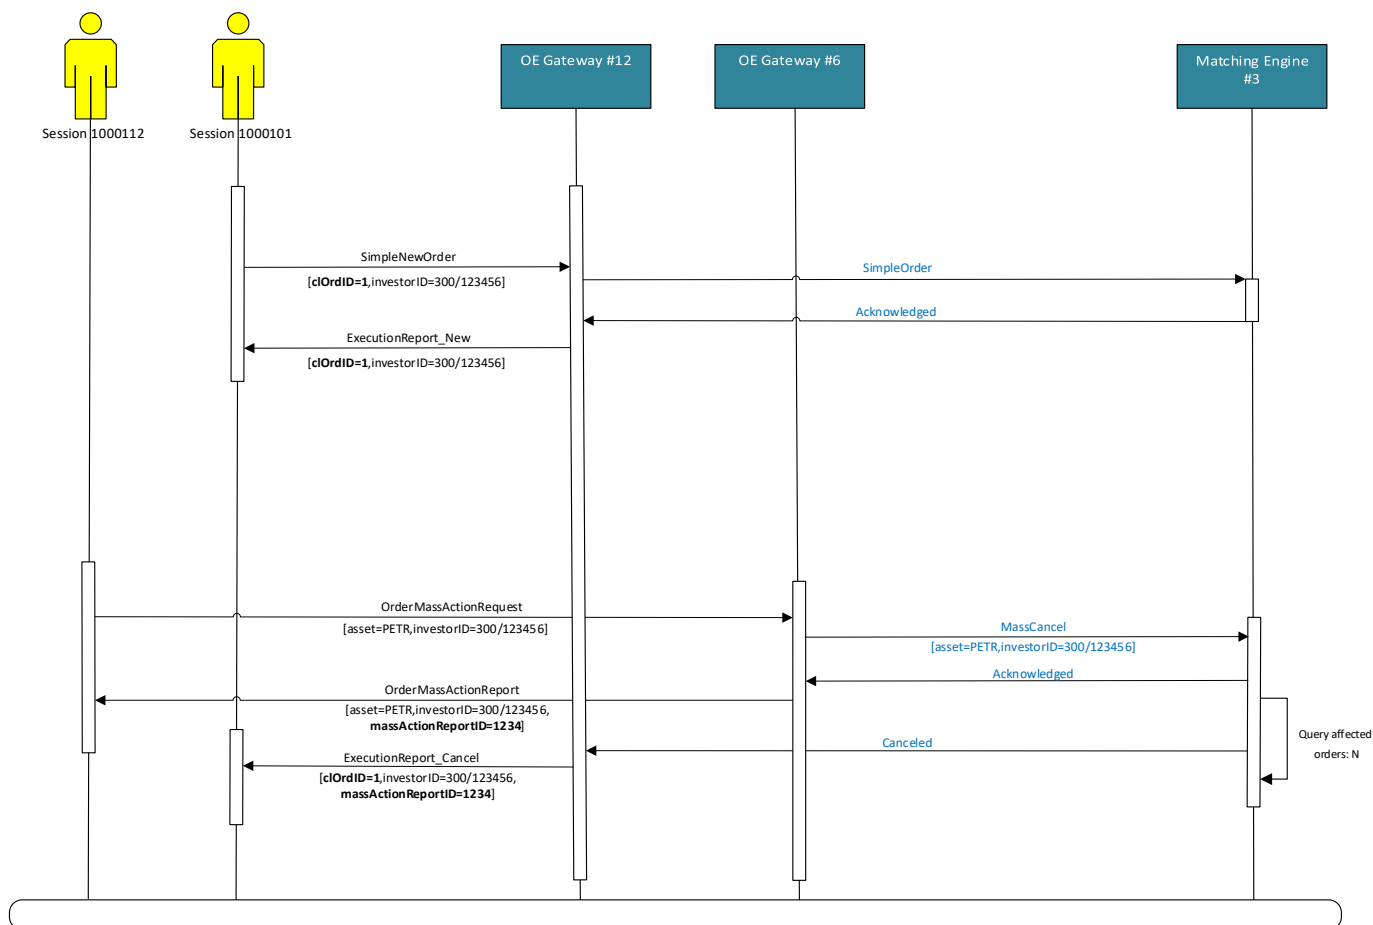 OE Gateway #12
OE Gateway #6
Matching Engine
#3
Session 1000112
Session 1000101
SimpleNewOrder
[clOrdID=1,investorID=300/123456]
SimpleOrder
Acknowledged
ExecutionReport_New
[clOrdID=1,investorID=300/123456]
OrderMassActionRequest
[asset=PETR,investorID=300/123456]
MassCancel
[asset=PETR,investorID=300/123456]
Acknowledged
OrderMassActionReport
[asset=PETR,investorID=300/123456,
massActionReportID=1234]
Query affected
orders: N
Canceled
ExecutionReport_Cancel
[clOrdID=1,investorID=300/123456,
massActionReportID=1234]